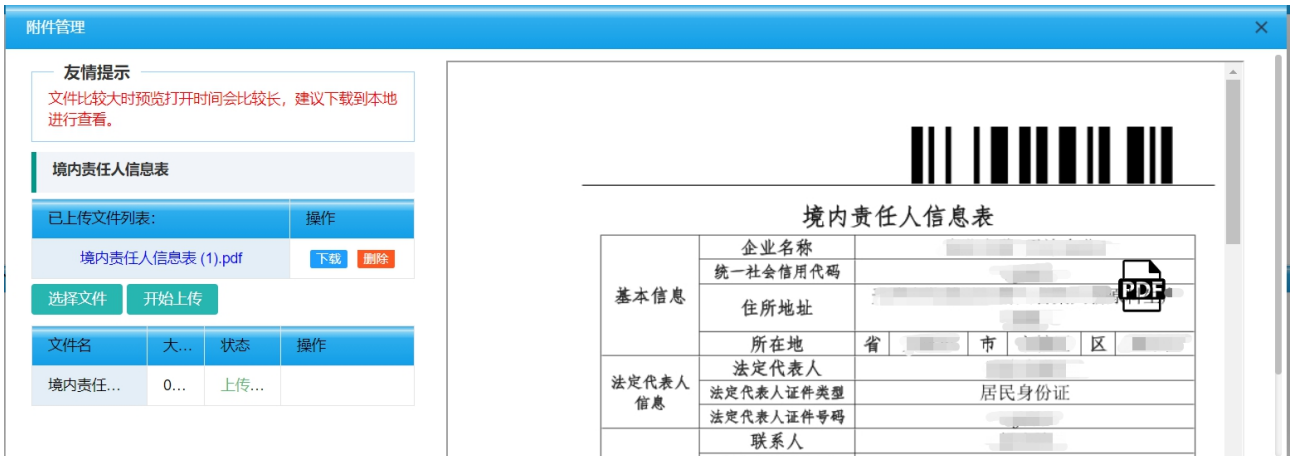 附件管理
友情提示
文件比较大时预览打开时间会比较长，建议下载到本地
进行查看。
境内责任人信息表
已上传文件列表: 操作
境内责任人信息表 (1).pdf 下载 删除
选择文件 开始上传
文件名 大... 状态 操作
境内责任... 0... 上传...
境内责任人信息表
基本信息
企业名称
统一社会信用代码
PDF
住所地址
所在地 省 市 区
法定代表人
信息
法定代表人
法定代表人证件类型 居民身份证
法定代表人证件号码
联系人